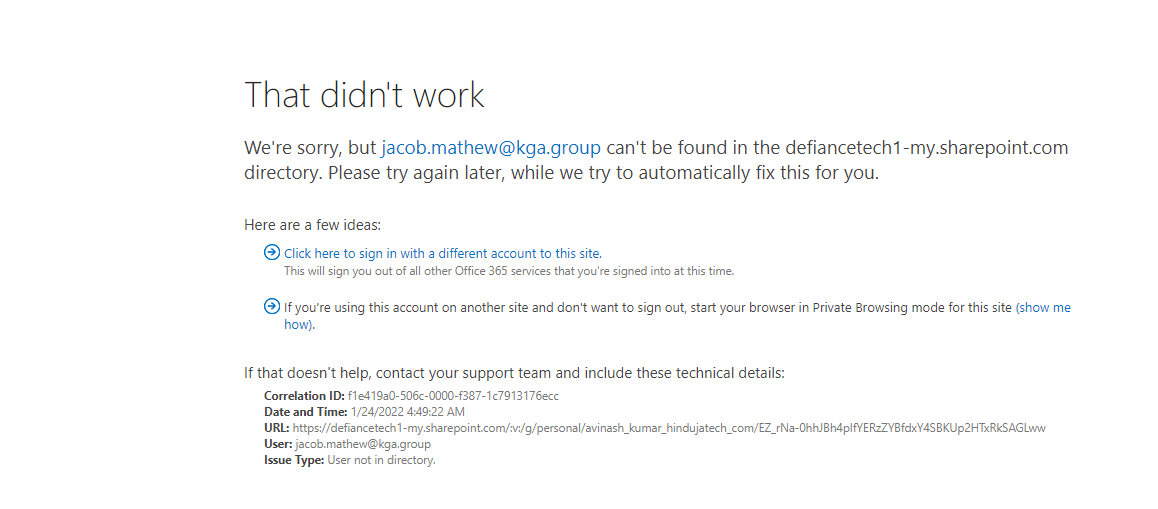 That didn't work
We're sorry, but jacob.mathew@kga.group can't be found in the defiancetech1-my.sharepoint.com
directory. Please try again later, while we try to automatically fix this for you.
Here are a few ideas:
Click here to sign in with a different account to this site.
This will sign you out of all other Office 365 services that you're signed into at this time.
If you're using this account on another site and don't want to sign out, start your browser in Private Browsing mode for this site (show me
how).
If that doesn't help, contact your support team and include these technical details:
Correlation ID: f1e419a0-506c-0000-f387-1c7913176ecc
Date and Time: 1/24/2022 4:49:22 AM
URL: https://defiancetech1-my.sharepoint.com/:v:/g/personal/avinash_kumar_hindujatech_com/EZ_rNa-0hhJBh4pIfYERzZYBfdxY4SBKUp2HTxRkSAGLww
User: jacob.mathew@kga.group
Issue Type: User not in directory.